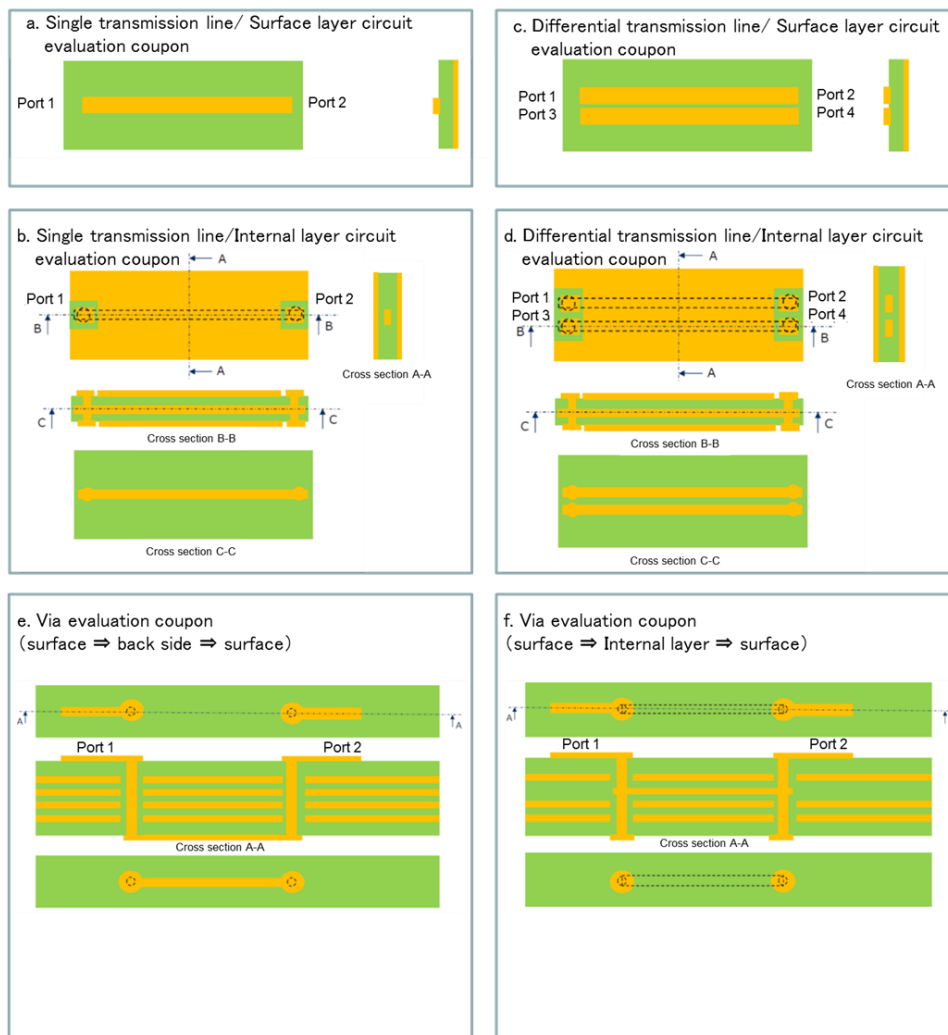 a. Single transmission line/ Surface layer circuit
evaluation coupon
Port 1
Port 2
c. Differential transmission line/ Surface layer circuit
evaluation coupon
Port 1
Port 3
Port 2
Port 4
b. Single transmission line/Internal layer circuit
evaluation coupon
A
Port 1
Port 2
B
B
A
Cross section A-A
C
C
Cross section B-B
Cross section C-C
d. Differential transmission line/Internal layer circuit
evaluation coupon
A
Port 1
Port 3
Port 2
Port 4
B
B
A
Cross section A-A
C
C
Cross section B-B
Cross section C-C
e. Via evaluation coupon
(surface ⇒ back side ⇒ surface)
A
A
Port 1
Port 2
Cross section A-A
f. Via evaluation coupon
(surface ⇒ Internal layer ⇒ surface)
A
Port 1
Port 2
Cross section A-A